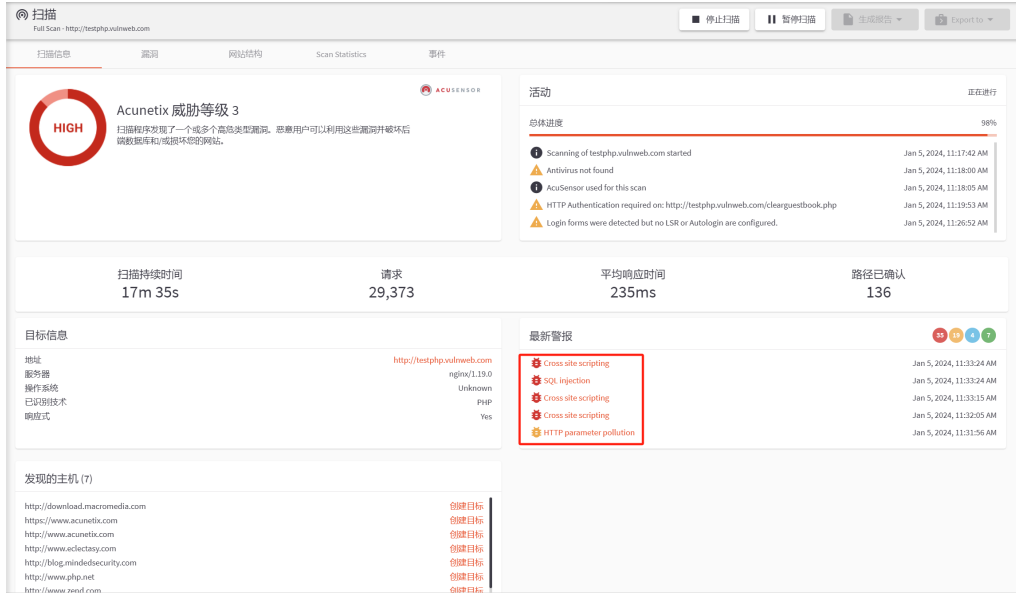 扫描
Full Scan - http://testphp.vulnweb.com
停止扫描
暂停扫描
生成报告
Export to
扫描信息
漏洞
网站结构
Scan Statistics
事件
HIGH
Acunetix 威胁等级 3
扫描程序发现了一个或多个高危类型漏洞。恶意用户可以利用这些漏洞并破坏后
端数据库和/或损坏您的网站。
ACUSENSOR
活动
正在进行
总体进度
98%
Scanning of testphp.vulnweb.com started
Jan 5, 2024, 11:17:42 AM
Antivirus not found
Jan 5, 2024, 11:18:00 AM
AcuSensor used for this scan
Jan 5, 2024, 11:18:05 AM
HTTP Authentication required on: http://testphp.vulnweb.com/clearguestbook.php
Jan 5, 2024, 11:19:53 AM
Login forms were detected but no LSR or Autologin are configured.
Jan 5, 2024, 11:26:52 AM
扫描持续时间
17m 35s
请求
29,373
平均响应时间
235ms
路径已确认
136
目标信息
地址
http://testphp.vulnweb.com
服务器
nginx/1.19.0
操作系统
Unknown
已识别技术
PHP
响应式
Yes
最新警报
4
7
Cross site scripting
Jan 5, 2024, 11:33:24 AM
SQL injection
Jan 5, 2024, 11:33:24 AM
Cross site scripting
Jan 5, 2024, 11:33:15 AM
Cross site scripting
Jan 5, 2024, 11:32:05 AM
HTTP parameter pollution
Jan 5, 2024, 11:31:56 AM
发现的主机 (7)
http://download.macromedia.com
创建目标
https://www.acunetix.com
创建目标
http://www.acunetix.com
创建目标
http://www.eclectasy.com
创建目标
http://blog.mindedsecurity.com
创建目标
http://www.php.net
创建目标
http://www.zend.com
创建目标